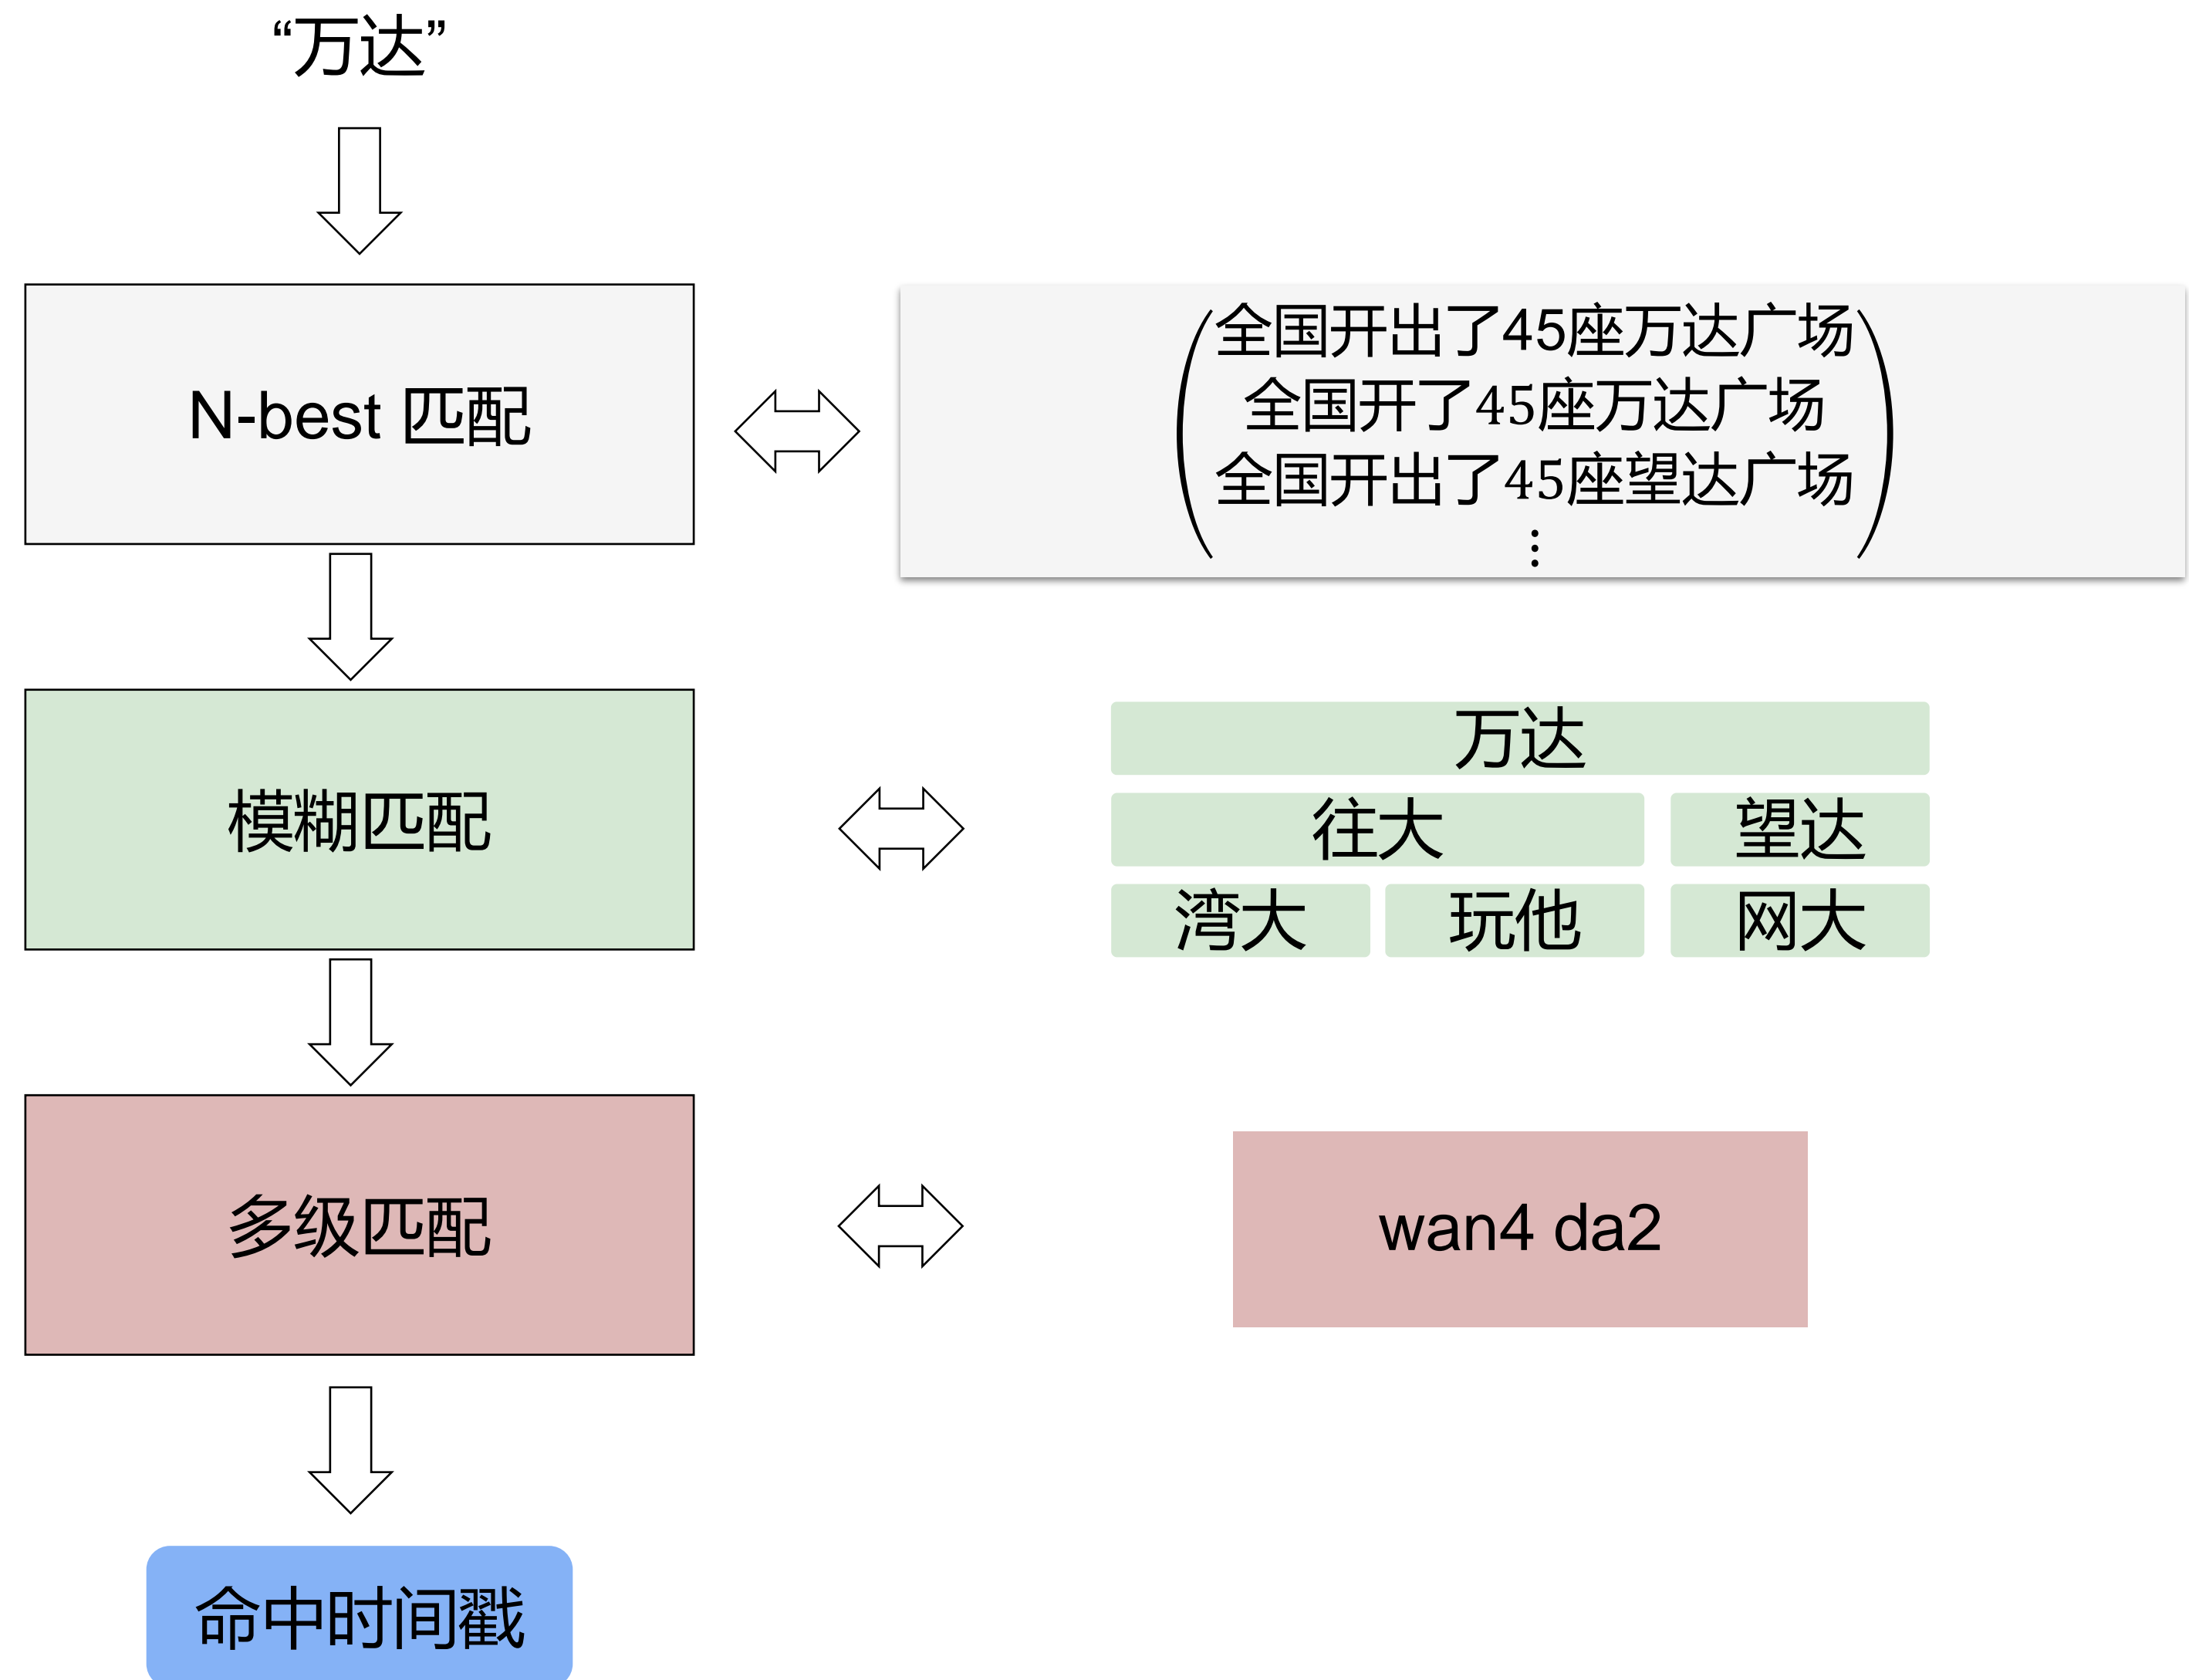 “万达”
N-best 匹配
全国开出了45座万达广场
全国开了45座万达广场
全国开出了45座望达广场
⋮
模糊匹配
万达
往大 望达
湾大 玩他 网大
多级匹配
wan4 da2
命中时间戳